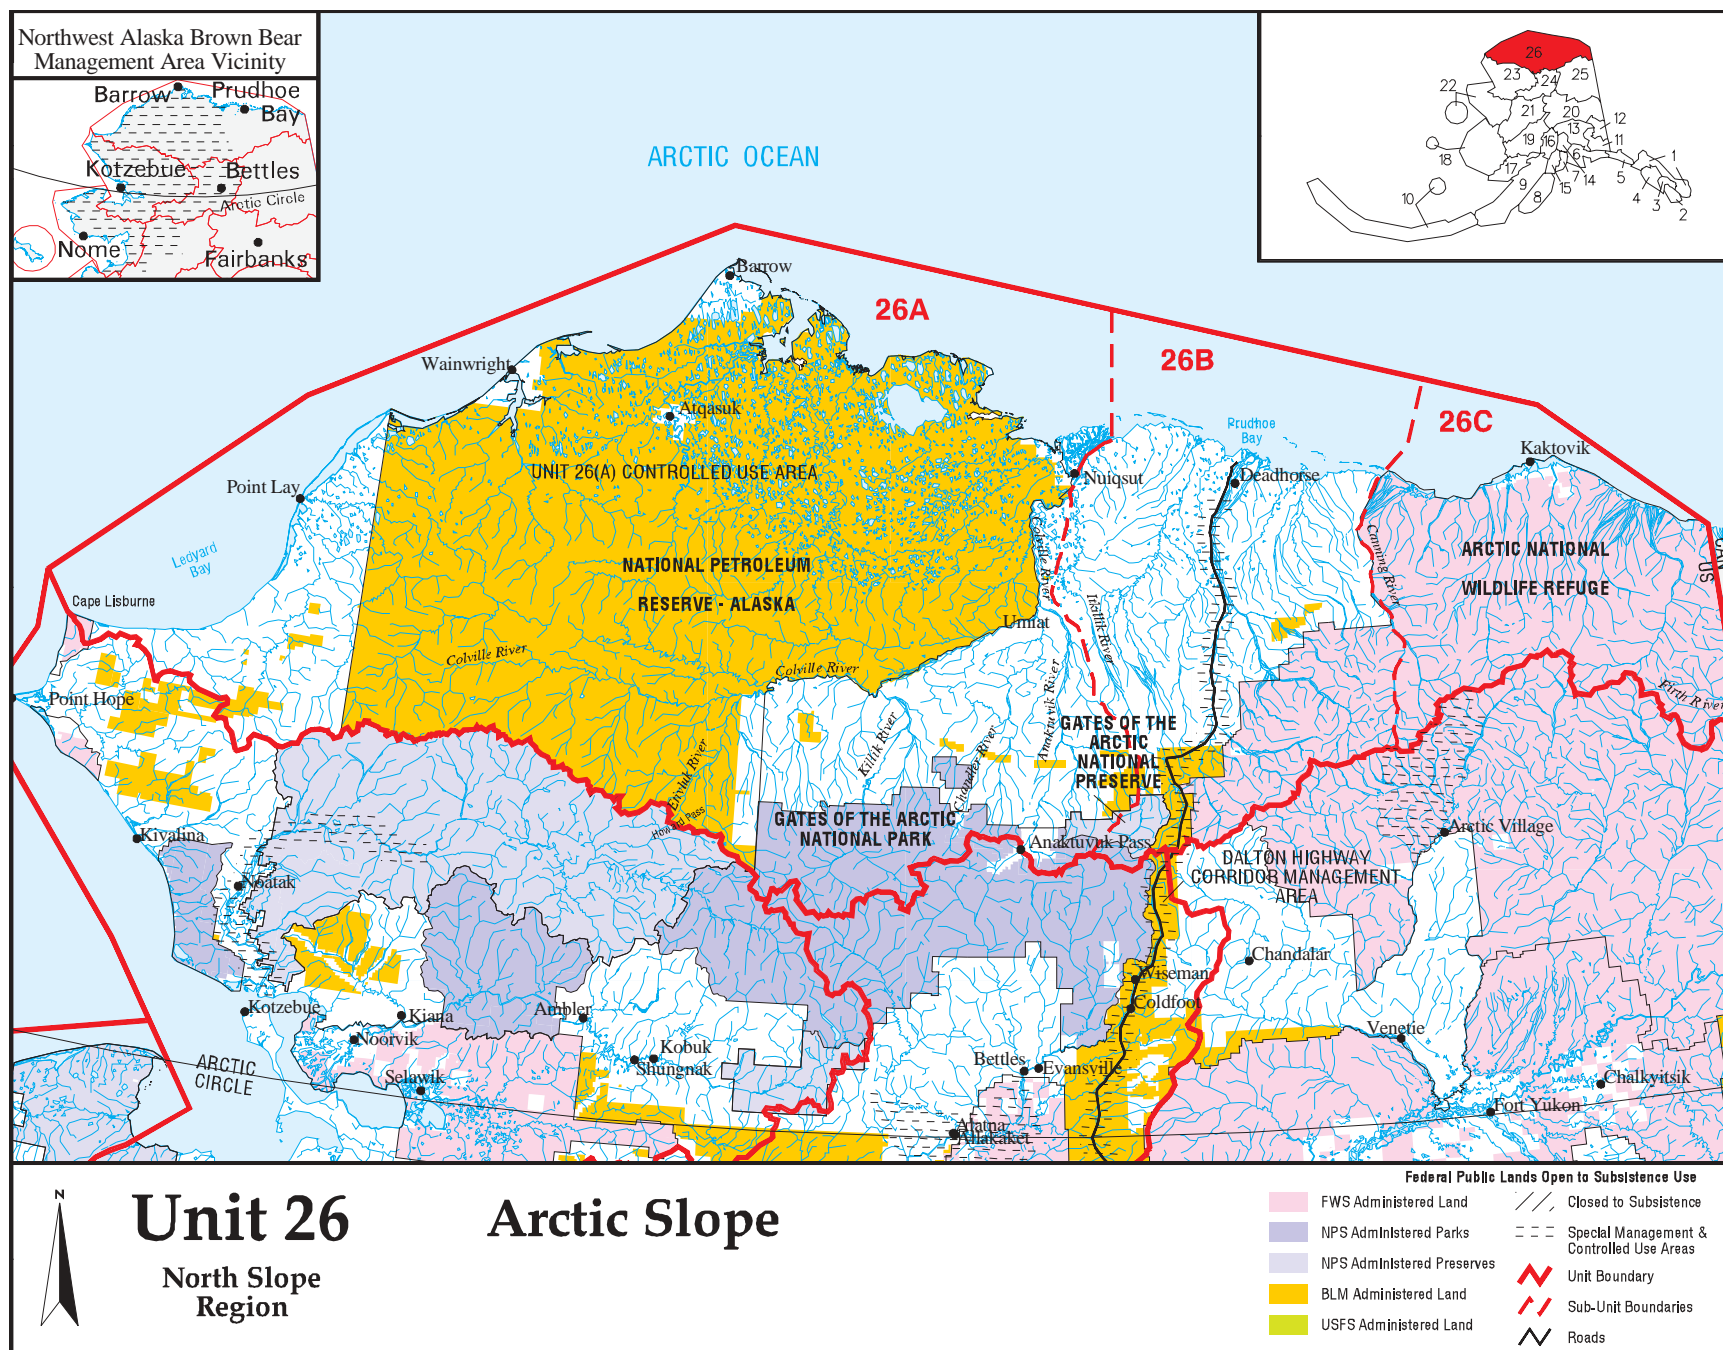 Northwest Alaska Brown Bear
Management Area Vicinity
Barrow
Prudhoe
Bay
Kotzebue
Bettles
Arctic Circle
Nome
Fairbanks
26
23
24
25
22
21
20
12
13
11
19
16
18
6
17
7
14
15
5
1
10
9
8
4
3
2
ARCTIC OCEAN
Barrow
26A
26B
26C
Wainwright
Atqasuk
Prudhoe
Bay
Kaktovik
UNIT 26(A) CONTROLLED USE AREA
Nuiqsut
Deadhorse
Point Lay
Ledyard
Bay
Colville River
Canning River
ARCTIC NATIONAL
WILDLIFE REFUGE
US
NATIONAL PETROLEUM
RESERVE - ALASKA
Cape Lisburne
Umiat
Itkillik River
Colville River
Colville River
Anaktuvuk River
Point Hope
Firth River
GATES OF THE
ARCTIC
NATIONAL
PRESERVE
Killik River
Chandler River
Etivluk River
Howard Pass
GATES OF THE ARCTIC
NATIONAL PARK
Anaktuvuk Pass
Arctic Village
Kivalina
DALTON HIGHWAY
CORRIDOR MANAGEMENT
AREA
Noatak
Chandalar
Wiseman
Coldfoot
Kotzebue
Kiana
Ambler
Noorvik
Venetie
Kobuk
Shungnak
Bettles
Evansville
ARCTIC
CIRCLE
Selawik
Chalkyitsik
Fort Yukon
Alatna
Allakaket
N
Unit 26
Arctic Slope
North Slope
Region
Federal Public Lands Open to Subsistence Use
FWS Administered Land
NPS Administered Parks
NPS Administered Preserves
BLM Administered Land
USFS Administered Land
Closed to Subsistence
Special Management &
Controlled Use Areas
Unit Boundary
Sub-Unit Boundaries
Roads